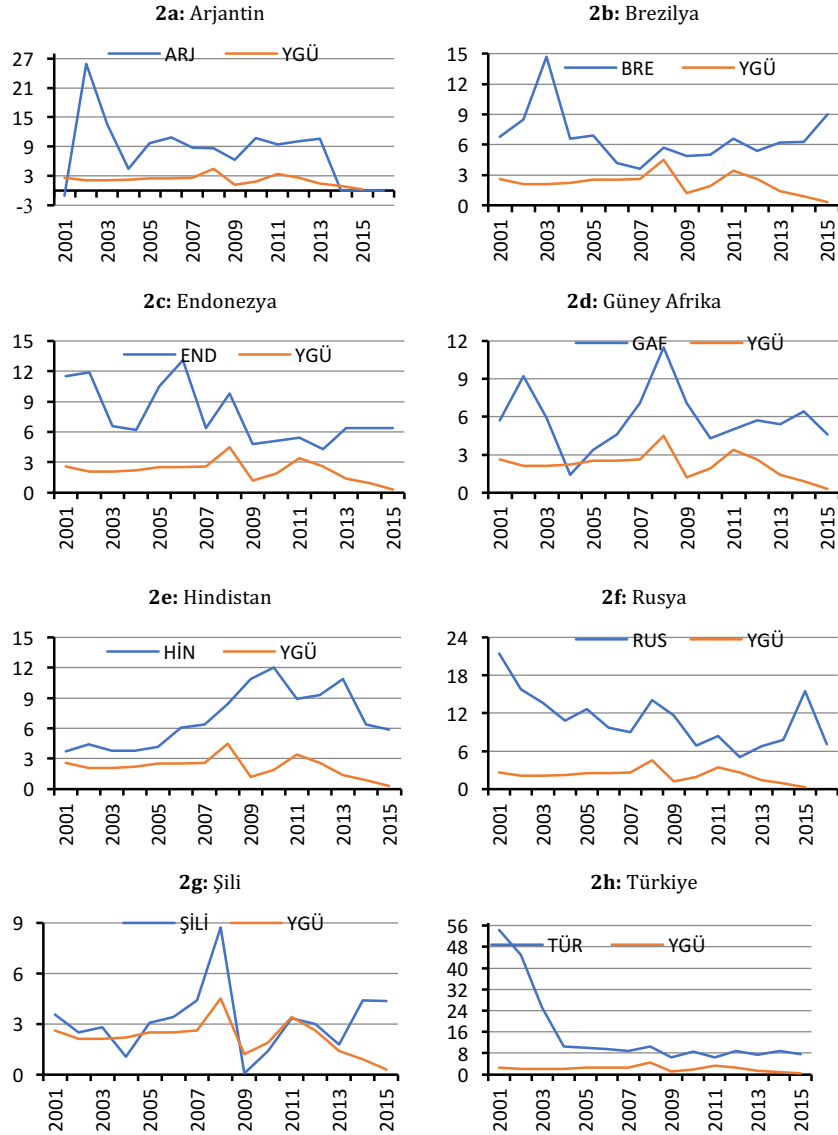 2a: Arjantin
27
21
15
9
3
-3
ARJ YGÜ
2001 2003 2005 2007 2009 2011 2013 2015
2b: Brezilya
15
12
9
6
3
0
BRE YGÜ
2001 2003 2005 2007 2009 2011 2013 2015
2c: Endonezya
15
12
9
6
3
0
END YGÜ
2001 2003 2005 2007 2009 2011 2013 2015
2d: Güney Afrika
12
9
6
3
0
GAF YGÜ
2001 2003 2005 2007 2009 2011 2013 2015
2e: Hindistan
15
12
9
6
3
0
HİN YGÜ
2001 2003 2005 2007 2009 2011 2013 2015
2f: Rusya
24
18
12
6
0
RUS YGÜ
2001 2003 2005 2007 2009 2011 2013 2015
2g: Şili
9
6
3
0
ŞİLİ YGÜ
2001 2003 2005 2007 2009 2011 2013 2015
2h: Türkiye
56
48
40
32
24
16
8
0
TÜR YGÜ
2001 2003 2005 2007 2009 2011 2013 2015